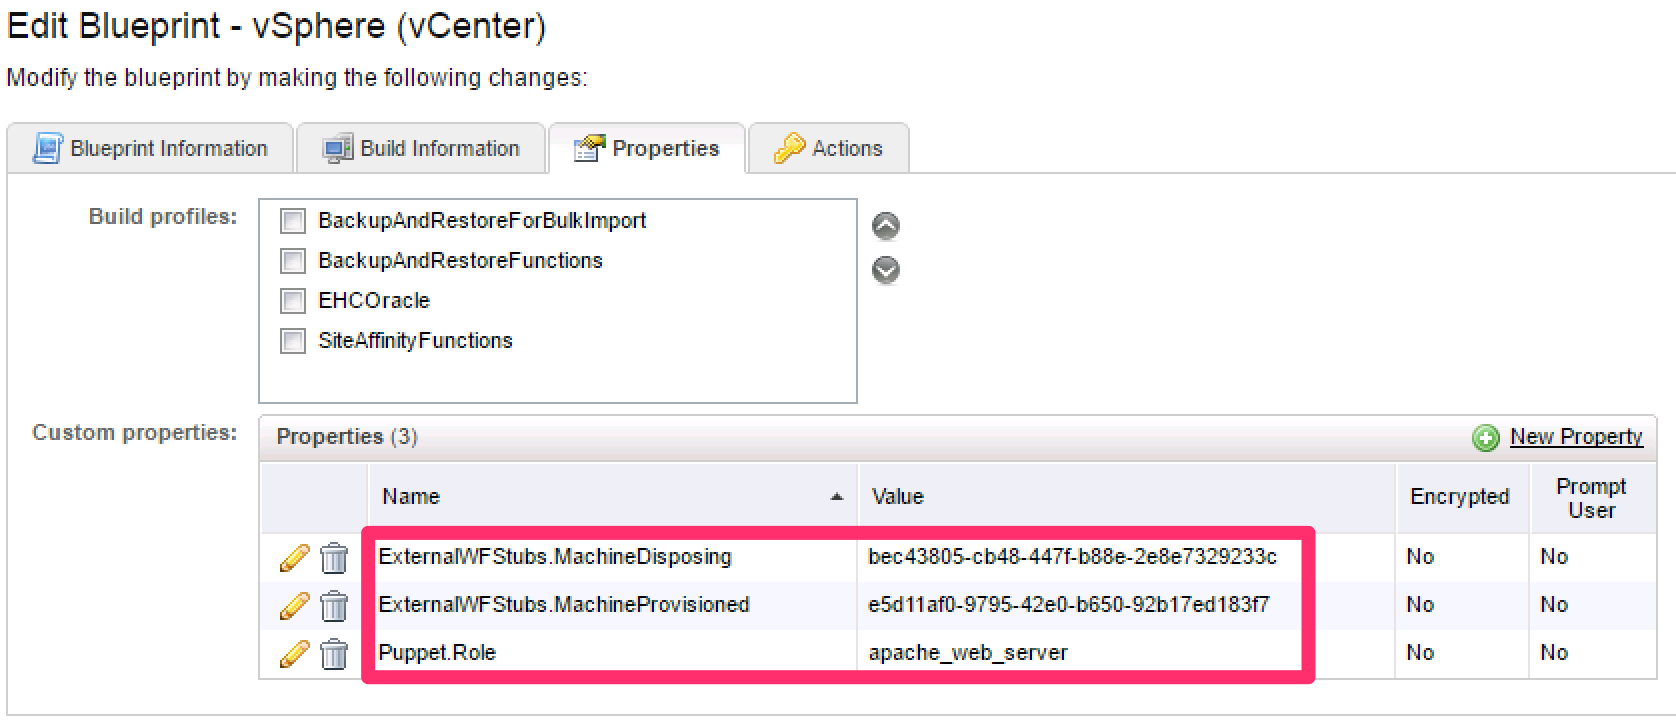 Edit Blueprint - vSphere (vCenter)
Modify the blueprint by making the following changes:
Blueprint Information
Build Information
Properties
Actions
Build profiles:
BackupAndRestoreForBulkImport
BackupAndRestoreFunctions
EHCOracle
SiteAffinityFunctions
Custom properties:
Properties (3)
New Property
Name
Value
Encrypted
Prompt
User
ExternalWFStubs.MachineDisposing
bec43805-cb48-447f-b88e-2e8e7329233c
No
No
ExternalWFStubs.MachineProvisioned
e5d11af0-9795-42e0-b650-92b17ed183f7
No
No
Puppet.Role
apache_web_server
No
No